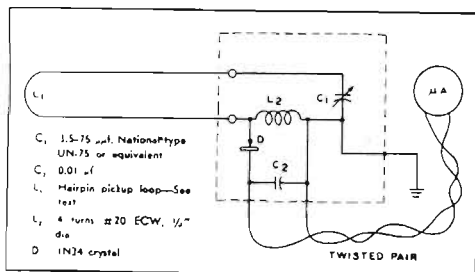 L₁
L₂
C₁
μA
D
C₂
C₁ 3.5–75 μμf. National type
UN-75 or equivalent
C₂ 0.01 μf
L₁ Hairpin pickup loop—See
text
L₂ 4 turns #20 ECW, ½"
dia
D 1N34 crystal
TWISTED PAIR